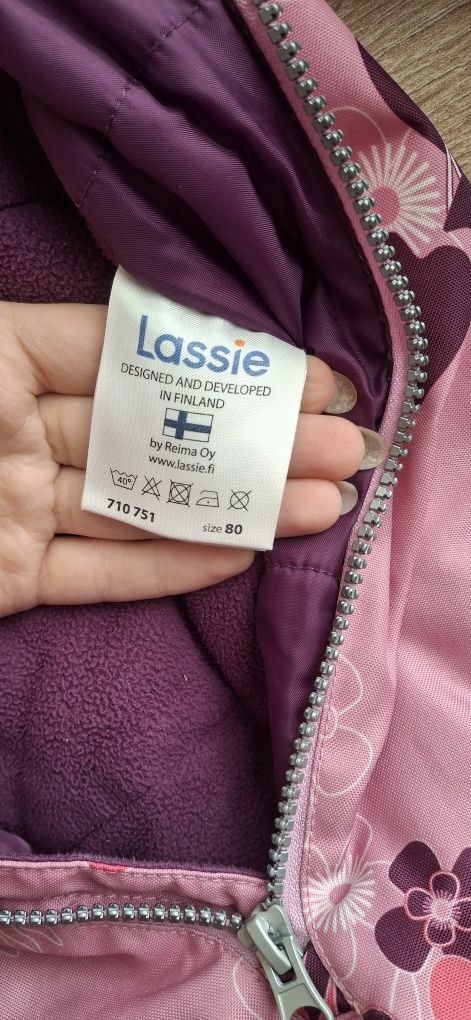 Lassie
DESIGNED AND DEVELOPED
IN FINLAND
by Reima Oy
www.lassie.fi
40°
710 751
size 80